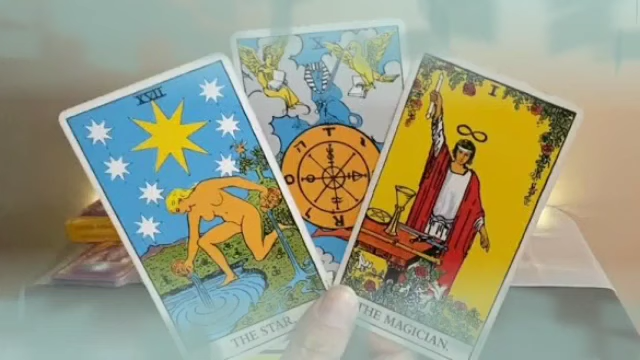 XVII
THE STAR.
X
I
THE MAGICIAN.